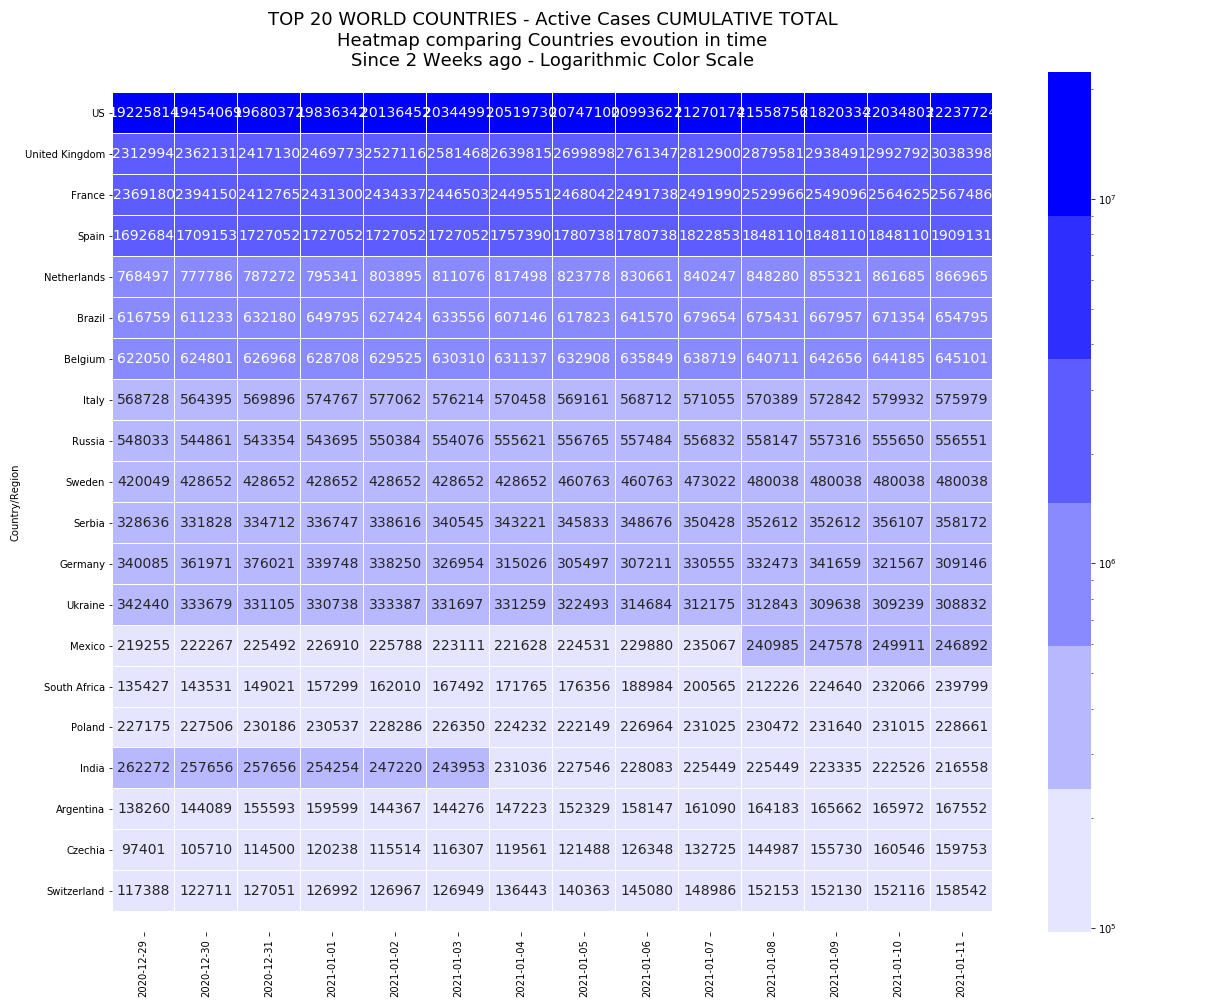 TOP 20 WORLD COUNTRIES - Active Cases CUMULATIVE TOTAL
Heatmap comparing Countries evoution in time
Since 2 Weeks ago - Logarithmic Color Scale
US 19225814 19454069 19680372 19836342 20136452 20519730 20747100 20993627 21270174 21558756 21820334 22034803 22237724
United Kingdom 2312994 2362131 2417130 2469773 2527116 2581468 2639815 2699898 2761347 2812900 2879581 2938491 2992792 3038398
France 2369180 2394150 2412765 2431300 2434337 2446503 2449551 2468042 2491738 2491990 2529966 2549096 2564625 2567486
Spain 1692684 1709153 1727052 1727052 1727052 1727052 1757390 1780738 1780738 1822853 1848110 1848110 1848110 1909131
Netherlands 768497 777786 787272 795341 803895 811076 817498 823778 830661 840247 848280 855321 861685 866965
Brazil 616759 611233 632180 649795 627424 633556 607146 617823 641570 679654 675431 667957 671354 654795
Belgium 622050 624801 626968 628708 629525 630310 631137 632908 635849 638719 640711 642656 644185 645101
Italy 568728 564395 569896 574767 577062 576214 570458 569161 568712 571055 570389 572842 579932 575979
Russia 548033 544861 543354 543695 550384 554076 555621 556765 557484 556832 558147 557316 555650 556551
Sweden 420049 428652 428652 428652 428652 428652 428652 460763 460763 473022 480038 480038 480038 480038
Serbia 328636 331828 334712 336747 338616 340545 343221 345833 348676 350428 352612 352612 356107 358172
Germany 340085 361971 376021 339748 338250 326954 315026 305497 307211 330555 332473 341659 321567 309146
Ukraine 342440 333679 331105 330738 333387 331697 331259 322493 314684 312175 312843 309638 309239 308832
Mexico 219255 222267 225492 226910 225788 223111 221628 224531 229880 235067 240985 247578 249911 246892
South Africa 135427 143531 149021 157299 162010 167492 171765 176356 188984 200565 212226 224640 232066 239799
Poland 227175 227506 230186 230537 228286 226350 224232 222149 226964 231025 230472 231640 231015 228661
India 262272 257656 257656 254254 247220 243953 231036 227546 228083 225449 225449 223335 222526 216558
Argentina 138260 144089 155593 159599 144367 144276 147223 152329 158147 161090 164183 165662 165972 167552
Czechia 97401 105710 114500 120238 115514 116307 119561 121488 126348 132725 144987 155730 160546 159753
Switzerland 117388 122711 127051 126992 126967 126949 136443 140363 145080 148986 152153 152130 152116 158542
Country/Region
2020-12-29 2020-12-30 2020-12-31 2021-01-01 2021-01-02 2021-01-03 2021-01-04 2021-01-05 2021-01-06 2021-01-07 2021-01-08 2021-01-09 2021-01-10 2021-01-11
10⁷
10⁶
10⁵